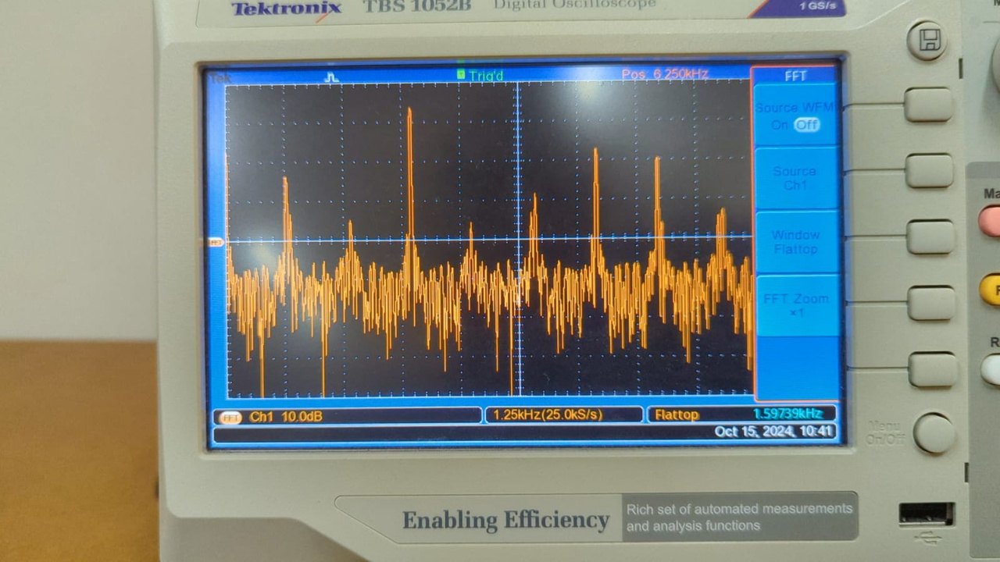 Tektronix TBS 1052B Digital Oscilloscope
1 GS/s
Tek Trig'd Pos: 6.250kHz
FFT
Source WFM
On Off
Source
Ch1
Window
Flattop
FFT Zoom
×1
FFT
FFT Ch1 10.0dB 1.25kHz(25.0kS/s) Flattop 1.59739kHz
Oct 15, 2024, 10:41
Menu
On/Off
Enabling Efficiency
Rich set of automated measurements
and analysis functions
Ma
F
R